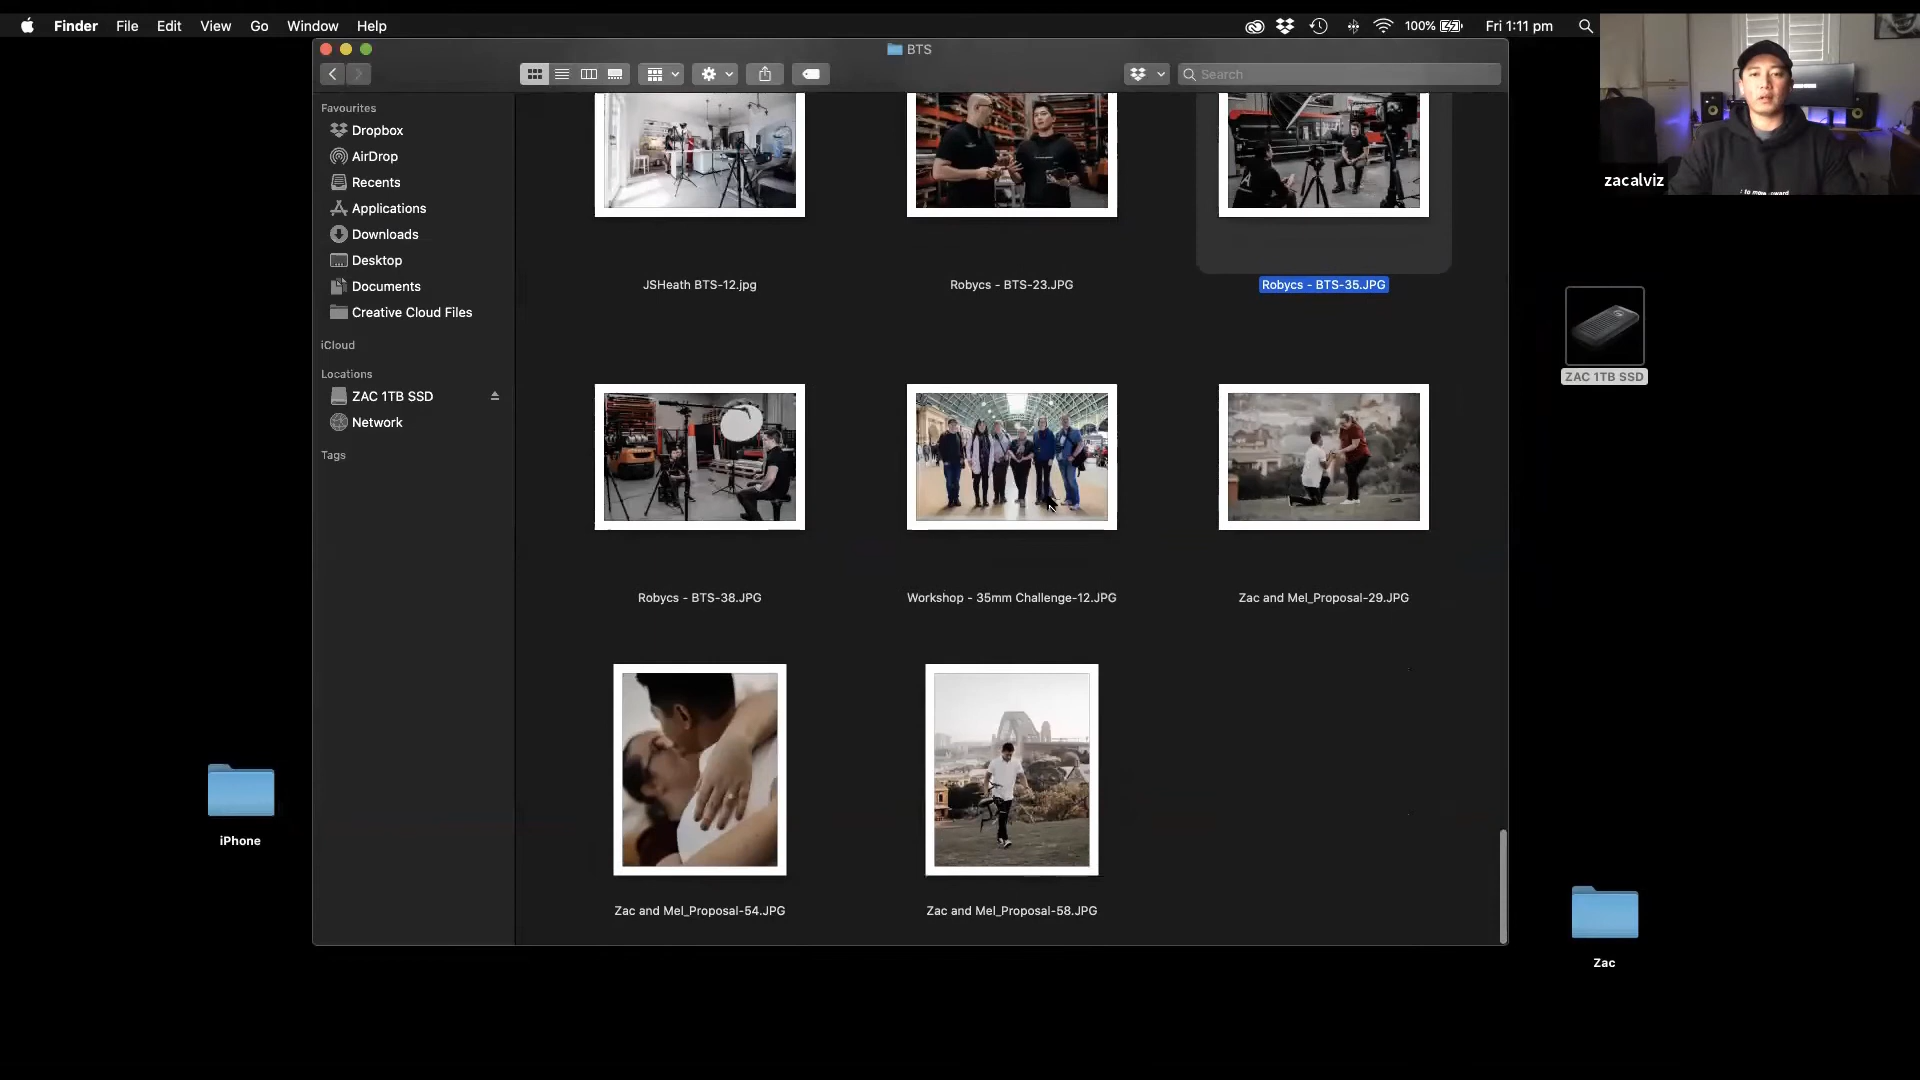 Finder File Edit View Go Window Help
100% Fri 1:11 pm
BTS
Search
Favourites
Dropbox
AirDrop
Recents
Applications
Downloads
Desktop
Documents
Creative Cloud Files
iCloud
Locations
ZAC 1TB SSD
Network
Tags
JSHeath BTS-12.jpg
Robycs - BTS-23.JPG
Robycs - BTS-35.JPG
Robycs - BTS-38.JPG
Workshop - 35mm Challenge-12.JPG
Zac and Mel_Proposal-29.JPG
Zac and Mel_Proposal-54.JPG
Zac and Mel_Proposal-58.JPG
zacalviz
ZAC 1TB SSD
iPhone
Zac